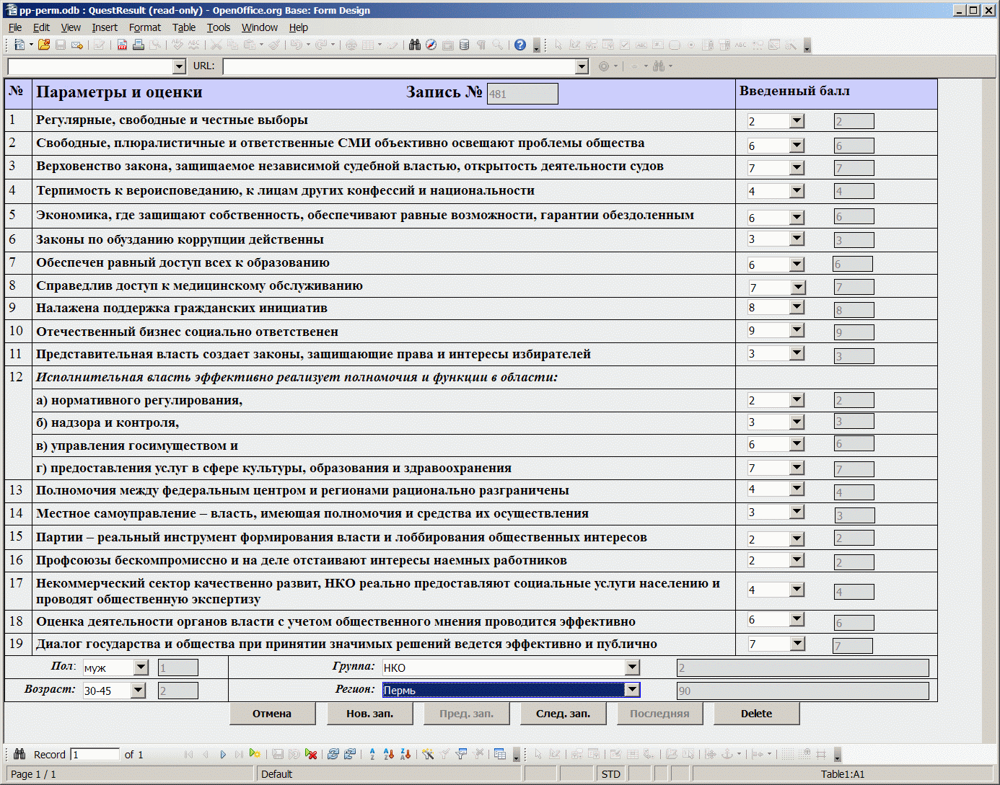 pp-perm.odb : QuestResult (read-only) - OpenOffice.org Base: Form Design
File Edit View Insert Format Table Tools Window Help
URL:
№ Параметры и оценки Запись № 481 Введенный балл
1 Регулярные, свободные и честные выборы 2 2
2 Свободные, плюралистичные и ответственные СМИ объективно освещают проблемы общества 6 6
3 Верховенство закона, защищаемое независимой судебной властью, открытость деятельности судов 7 7
4 Терпимость к вероисповеданию, к лицам других конфессий и национальности 4 4
5 Экономика, где защищают собственность, обеспечивают равные возможности, гарантии обездоленным 6 6
6 Законы по обузданию коррупции действенны 3 3
7 Обеспечен равный доступ всех к образованию 6 6
8 Справедлив доступ к медицинскому обслуживанию 7 7
9 Налажена поддержка гражданских инициатив 8 8
10 Отечественный бизнес социально ответственен 9 9
11 Представительная власть создает законы, защищающие права и интересы избирателей 3 3
12 Исполнительная власть эффективно реализует полномочия и функции в области:
а) нормативного регулирования, 2 2
б) надзора и контроля, 3 3
в) управления госимуществом и 6 6
г) предоставления услуг в сфере культуры, образования и здравоохранения 7 7
13 Полномочия между федеральным центром и регионами рационально разграничены 4 4
14 Местное самоуправление – власть, имеющая полномочия и средства их осуществления 3 3
15 Партии – реальный инструмент формирования власти и лоббирования общественных интересов 2 2
16 Профсоюзы бескомпромиссно и на деле отстаивают интересы наемных работников 2 2
17 Некоммерческий сектор качественно развит, НКО реально предоставляют социальные услуги населению и
проводят общественную экспертизу 4 4
18 Оценка деятельности органов власти с учетом общественного мнения проводится эффективно 6 6
19 Диалог государства и общества при принятии значимых решений ведется эффективно и публично 7 7
Пол: муж 1 Группа: НКО 2
Возраст: 30-45 2 Регион: Пермь 90
Отмена Нов. зап. Пред. зап. След. зап. Последняя Delete
Record 1 of 1
Page 1 / 1 Default STD Table1:A1